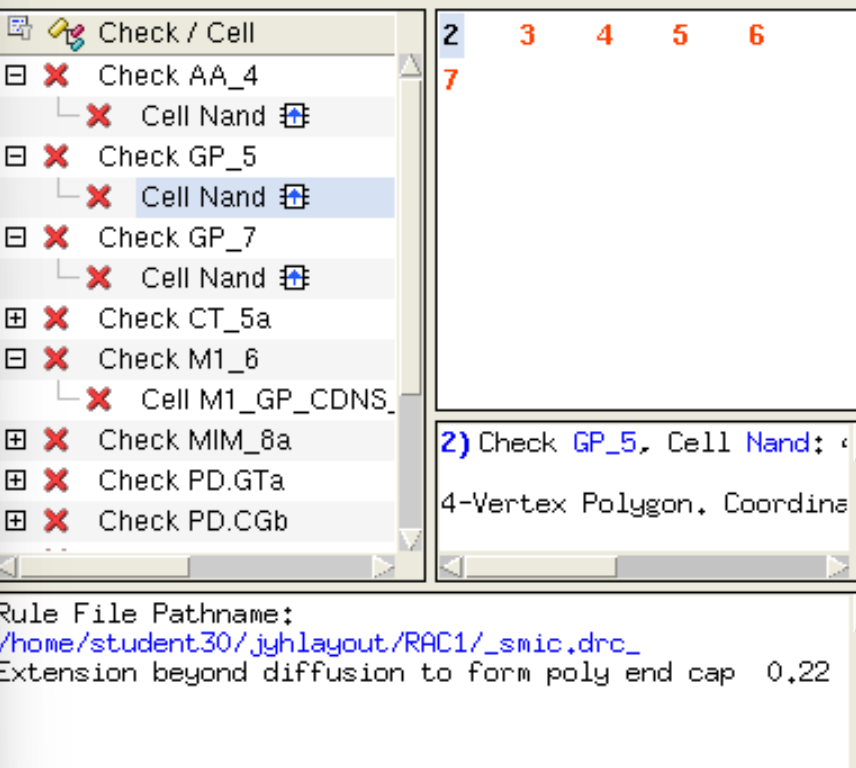 Check / Cell
Check AA_4
Cell Nand
Check GP_5
Cell Nand
Check GP_7
Cell Nand
Check CT_5a
Check M1_6
Cell M1_GP_CDNS_
Check MIM_8a
Check PD.GTa
Check PD.CGb
2 3 4 5 6
7
2) Check GP_5, Cell Nand:
4-Vertex Polygon. Coordina
Rule File Pathname:
/home/student30/jyhlayout/RAC1/_smic.drc_
Extension beyond diffusion to form poly end cap 0.22